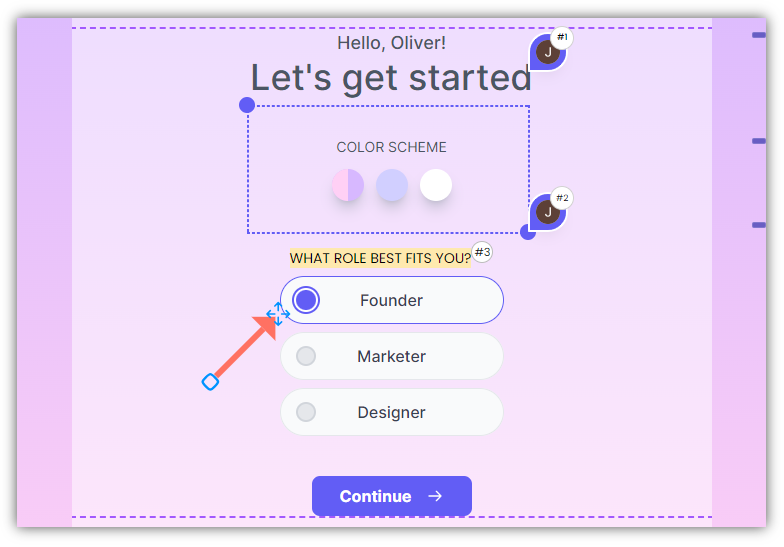 Hello, Oliver!
#1
J
Let's get started
COLOR SCHEME
#2
J
WHAT ROLE BEST FITS YOU?
#3
Founder
Marketer
Designer
Continue →